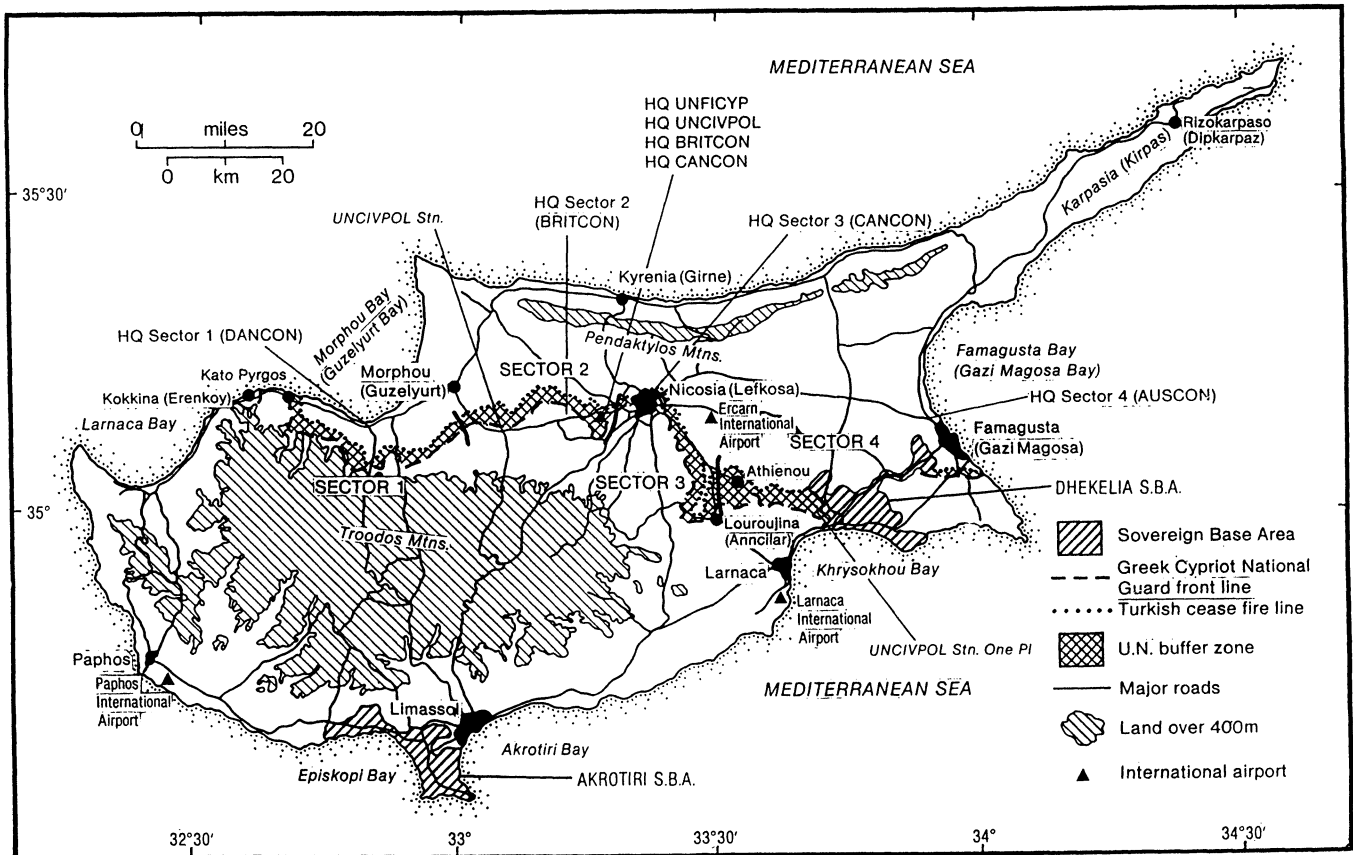 MEDITERRANEAN SEA
HQ UNFICYP
HQ UNCIVPOL
HQ BRITCON
HQ CANCON
0 miles 20
0 km 20
35°30'
Rizokarpaso
(Dipkarpaz)
Karpasia (Kirpas)
HQ Sector 2
(BRITCON)
UNCIVPOL Stn.
HQ Sector 3 (CANCON)
Kyrenia (Girne)
Morphou Bay
(Guzelyurt Bay)
HQ Sector 1 (DANCON)
Pendaktylos Mtns.
Famagusta Bay
(Gazi Magosa Bay)
Kato Pyrgos
Morphou
(Guzelyurt)
SECTOR 2
Kokkina (Erenkoy)
Nicosia (Lefkosa)
HQ Sector 4 (AUSCON)
Larnaca Bay
Ercarn
International
Airport
SECTOR 4
Famagusta
(Gazi Magosa)
SECTOR 1
SECTOR 3
Athienou
DHEKELIA S.B.A.
35°
Louroujina
(Anncilar)
Troodos Mtns.
Larnaca
Khrysokhou Bay
Larnaca
International
Airport
UNCIVPOL Stn. One Pl
Paphos
Paphos
International
Airport
MEDITERRANEAN SEA
Limassol
Akrotiri Bay
Episkopi Bay
AKROTIRI S.B.A.
Sovereign Base Area
Greek Cypriot National
Guard front line
Turkish cease fire line
U.N. buffer zone
Major roads
Land over 400m
International airport
32°30'
33°
33°30'
34°
34°30'